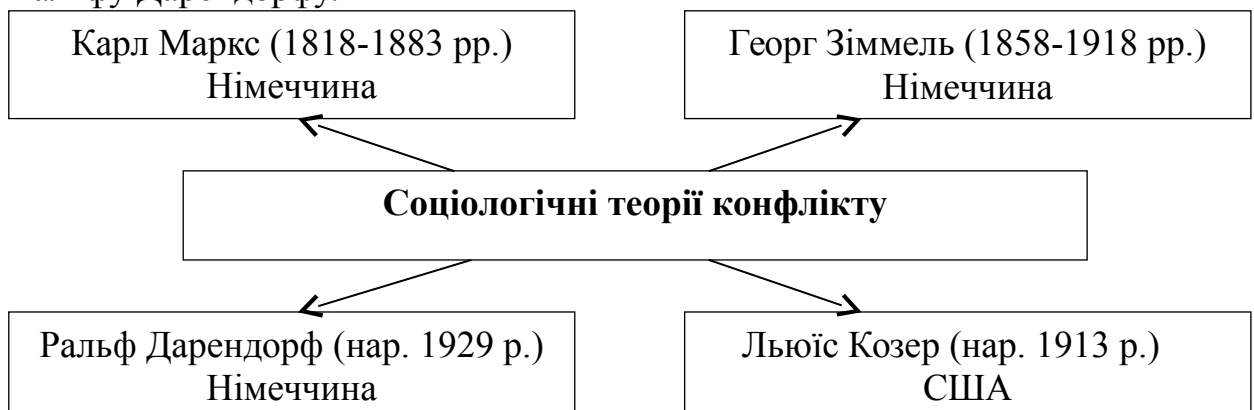 Карл Маркс (1818-1883 рр.)
Німеччина
Георг Зіммель (1858-1918 рр.)
Німеччина
Соціологічні теорії конфлікту
Ральф Дарендорф (нар. 1929 р.)
Німеччина
Льюїс Козер (нар. 1913 р.)
США